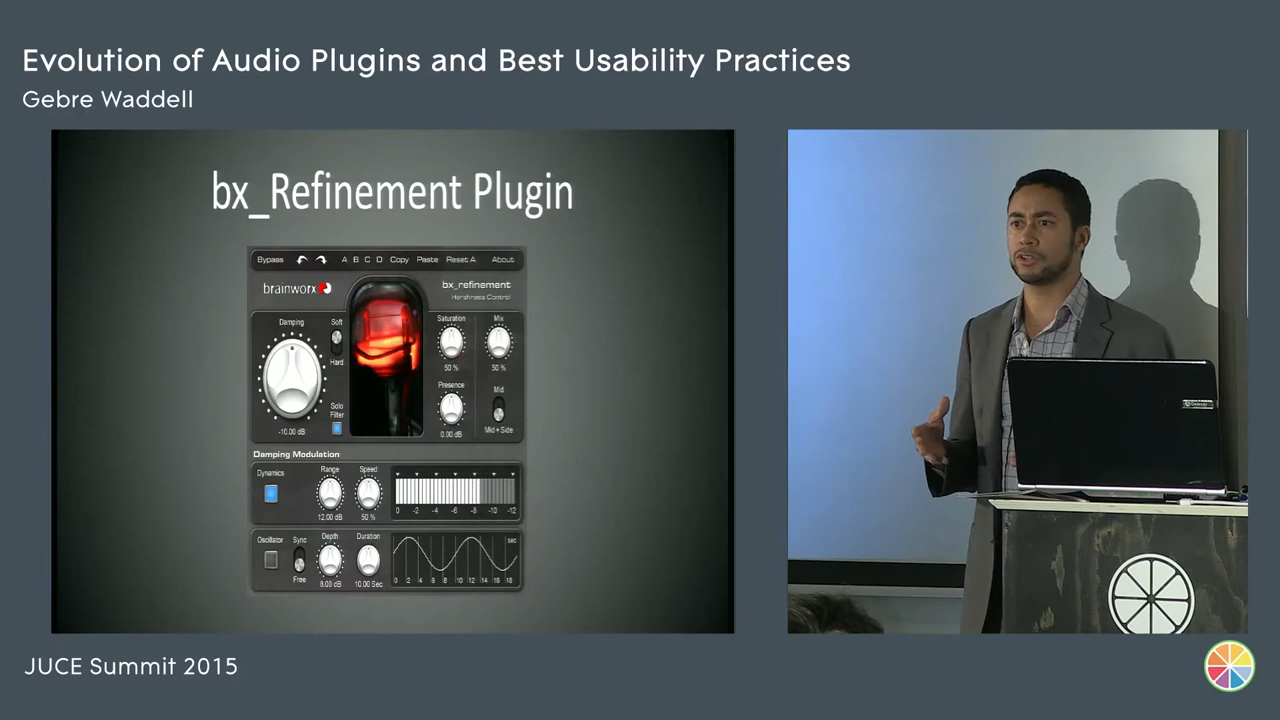 Evolution of Audio Plugins and Best Usability Practices
Gebre Waddell
bx_Refinement Plugin
Bypass A B C D Copy Paste Reset A About
brainworx
bx_refinement
Harshness Control
Damping
Soft
Hard
Solo
Filter
-10.00 dB
Saturation
50 %
Mix
50 %
Presence
0.00 dB
Mid
Mid + Side
Damping Modulation
Dynamics
Range
12.00 dB
Speed
50 %
0 -2 -4 -6 -8 -10 -12
Oscillator
Sync
Free
Depth
8.00 dB
Duration
10.00 Sec
sec
0 2 4 6 8 10 12 14 16 18
JUCE Summit 2015